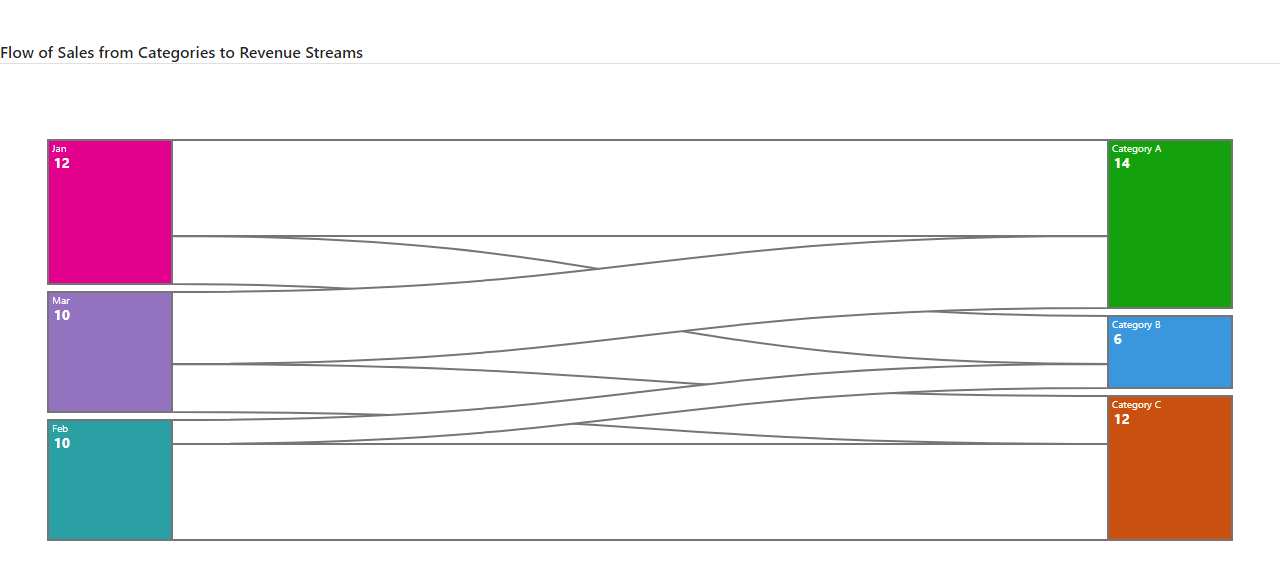 Flow of Sales from Categories to Revenue Streams
Jan
12
Mar
10
Feb
10
Category A
14
Category B
6
Category C
12